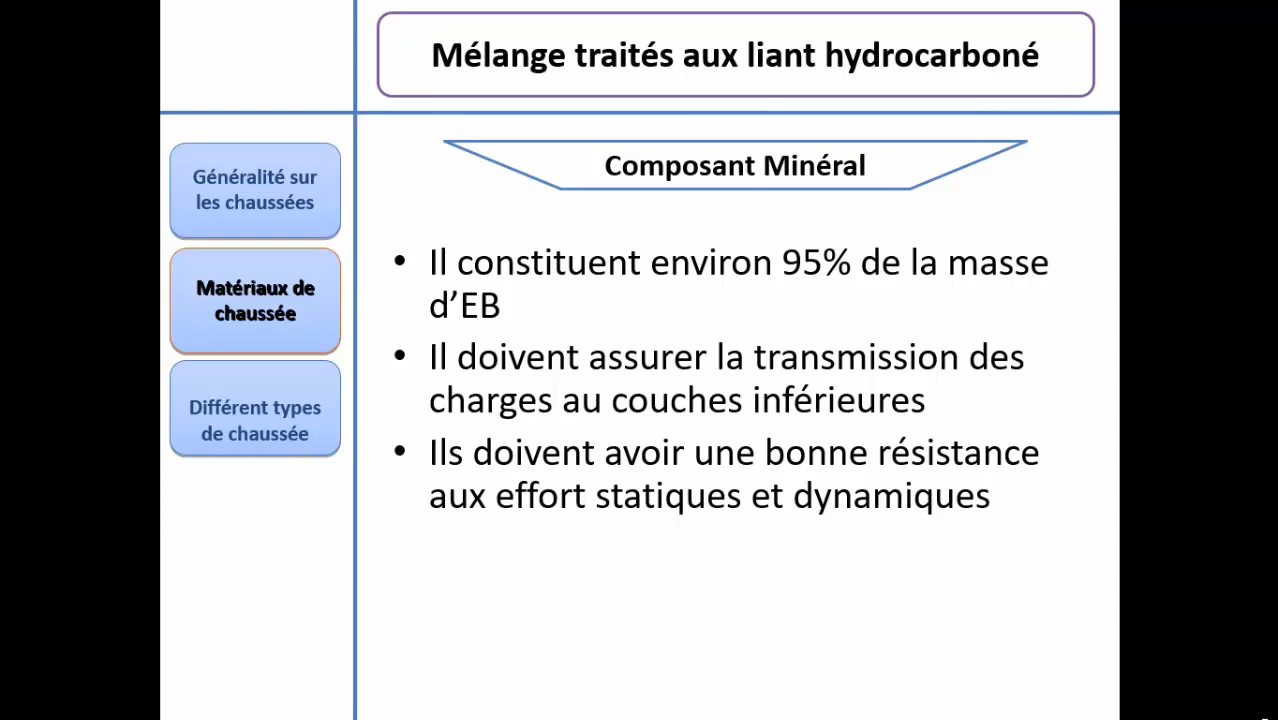 Mélange traités aux liant hydrocarboné
Généralité sur
les chaussées
Matériaux de
chaussée
Différent types
de chaussée
Composant Minéral
• Il constituent environ 95% de la masse
d’EB
• Il doivent assurer la transmission des
charges au couches inférieures
• Ils doivent avoir une bonne résistance
aux effort statiques et dynamiques